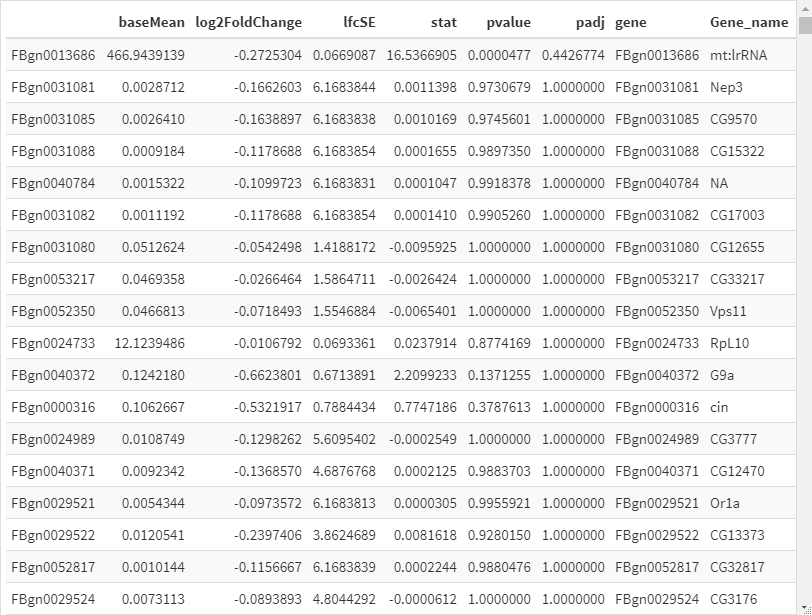 baseMean log2FoldChange lfcSE stat pvalue padj gene Gene_name
FBgn0013686 466.9439139 -0.2725304 0.0669087 16.5366905 0.0000477 0.4426774 FBgn0013686 mt:lrRNA
FBgn0031081 0.0028712 -0.1662603 6.1683844 0.0011398 0.9730679 1.0000000 FBgn0031081 Nep3
FBgn0031085 0.0026410 -0.1638897 6.1683838 0.0010169 0.9745601 1.0000000 FBgn0031085 CG9570
FBgn0031088 0.0009184 -0.1178688 6.1683854 0.0001655 0.9897350 1.0000000 FBgn0031088 CG15322
FBgn0040784 0.0015322 -0.1099723 6.1683831 0.0001047 0.9918378 1.0000000 FBgn0040784 NA
FBgn0031082 0.0011192 -0.1178688 6.1683854 0.0001410 0.9905260 1.0000000 FBgn0031082 CG17003
FBgn0031080 0.0512624 -0.0542498 1.4188172 -0.0095925 1.0000000 1.0000000 FBgn0031080 CG12655
FBgn0053217 0.0469358 -0.0266464 1.5864711 -0.0026424 1.0000000 1.0000000 FBgn0053217 CG33217
FBgn0052350 0.0466813 -0.0718493 1.5546884 -0.0065401 1.0000000 1.0000000 FBgn0052350 Vps11
FBgn0024733 12.1239486 -0.0106792 0.0693361 0.0237914 0.8774169 1.0000000 FBgn0024733 RpL10
FBgn0040372 0.1242180 -0.6623801 0.6713891 2.2099233 0.1371255 1.0000000 FBgn0040372 G9a
FBgn0000316 0.1062667 -0.5321917 0.7884434 0.7747186 0.3787613 1.0000000 FBgn0000316 cin
FBgn0024989 0.0108749 -0.1298262 5.6095402 -0.0002549 1.0000000 1.0000000 FBgn0024989 CG3777
FBgn0040371 0.0092342 -0.1368570 4.6876768 0.0002125 0.9883703 1.0000000 FBgn0040371 CG12470
FBgn0029521 0.0054344 -0.0973572 6.1683813 0.0000305 0.9955921 1.0000000 FBgn0029521 Or1a
FBgn0029522 0.0120541 -0.2397406 3.8624689 0.0081618 0.9280150 1.0000000 FBgn0029522 CG13373
FBgn0052817 0.0010144 -0.1156667 6.1683839 0.0002244 0.9880476 1.0000000 FBgn0052817 CG32817
FBgn0029524 0.0073113 -0.0893893 4.8044292 -0.0000612 1.0000000 1.0000000 FBgn0029524 CG3176